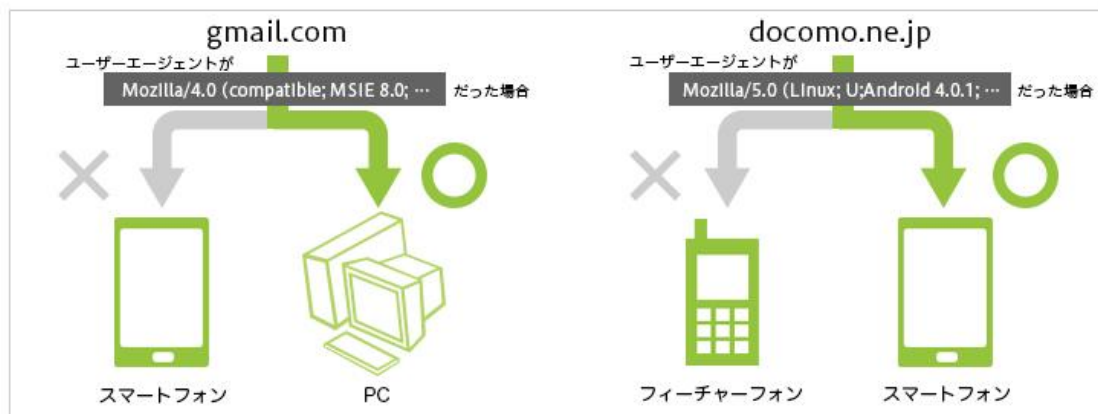 gmail.com
ユーザーエージェントが
Mozilla/4.0 (compatible; MSIE 8.0; … だった場合
スマートフォン
PC
docomo.ne.jp
ユーザーエージェントが
Mozilla/5.0 (Linux; U;Android 4.0.1; … だった場合
フィーチャーフォン
スマートフォン